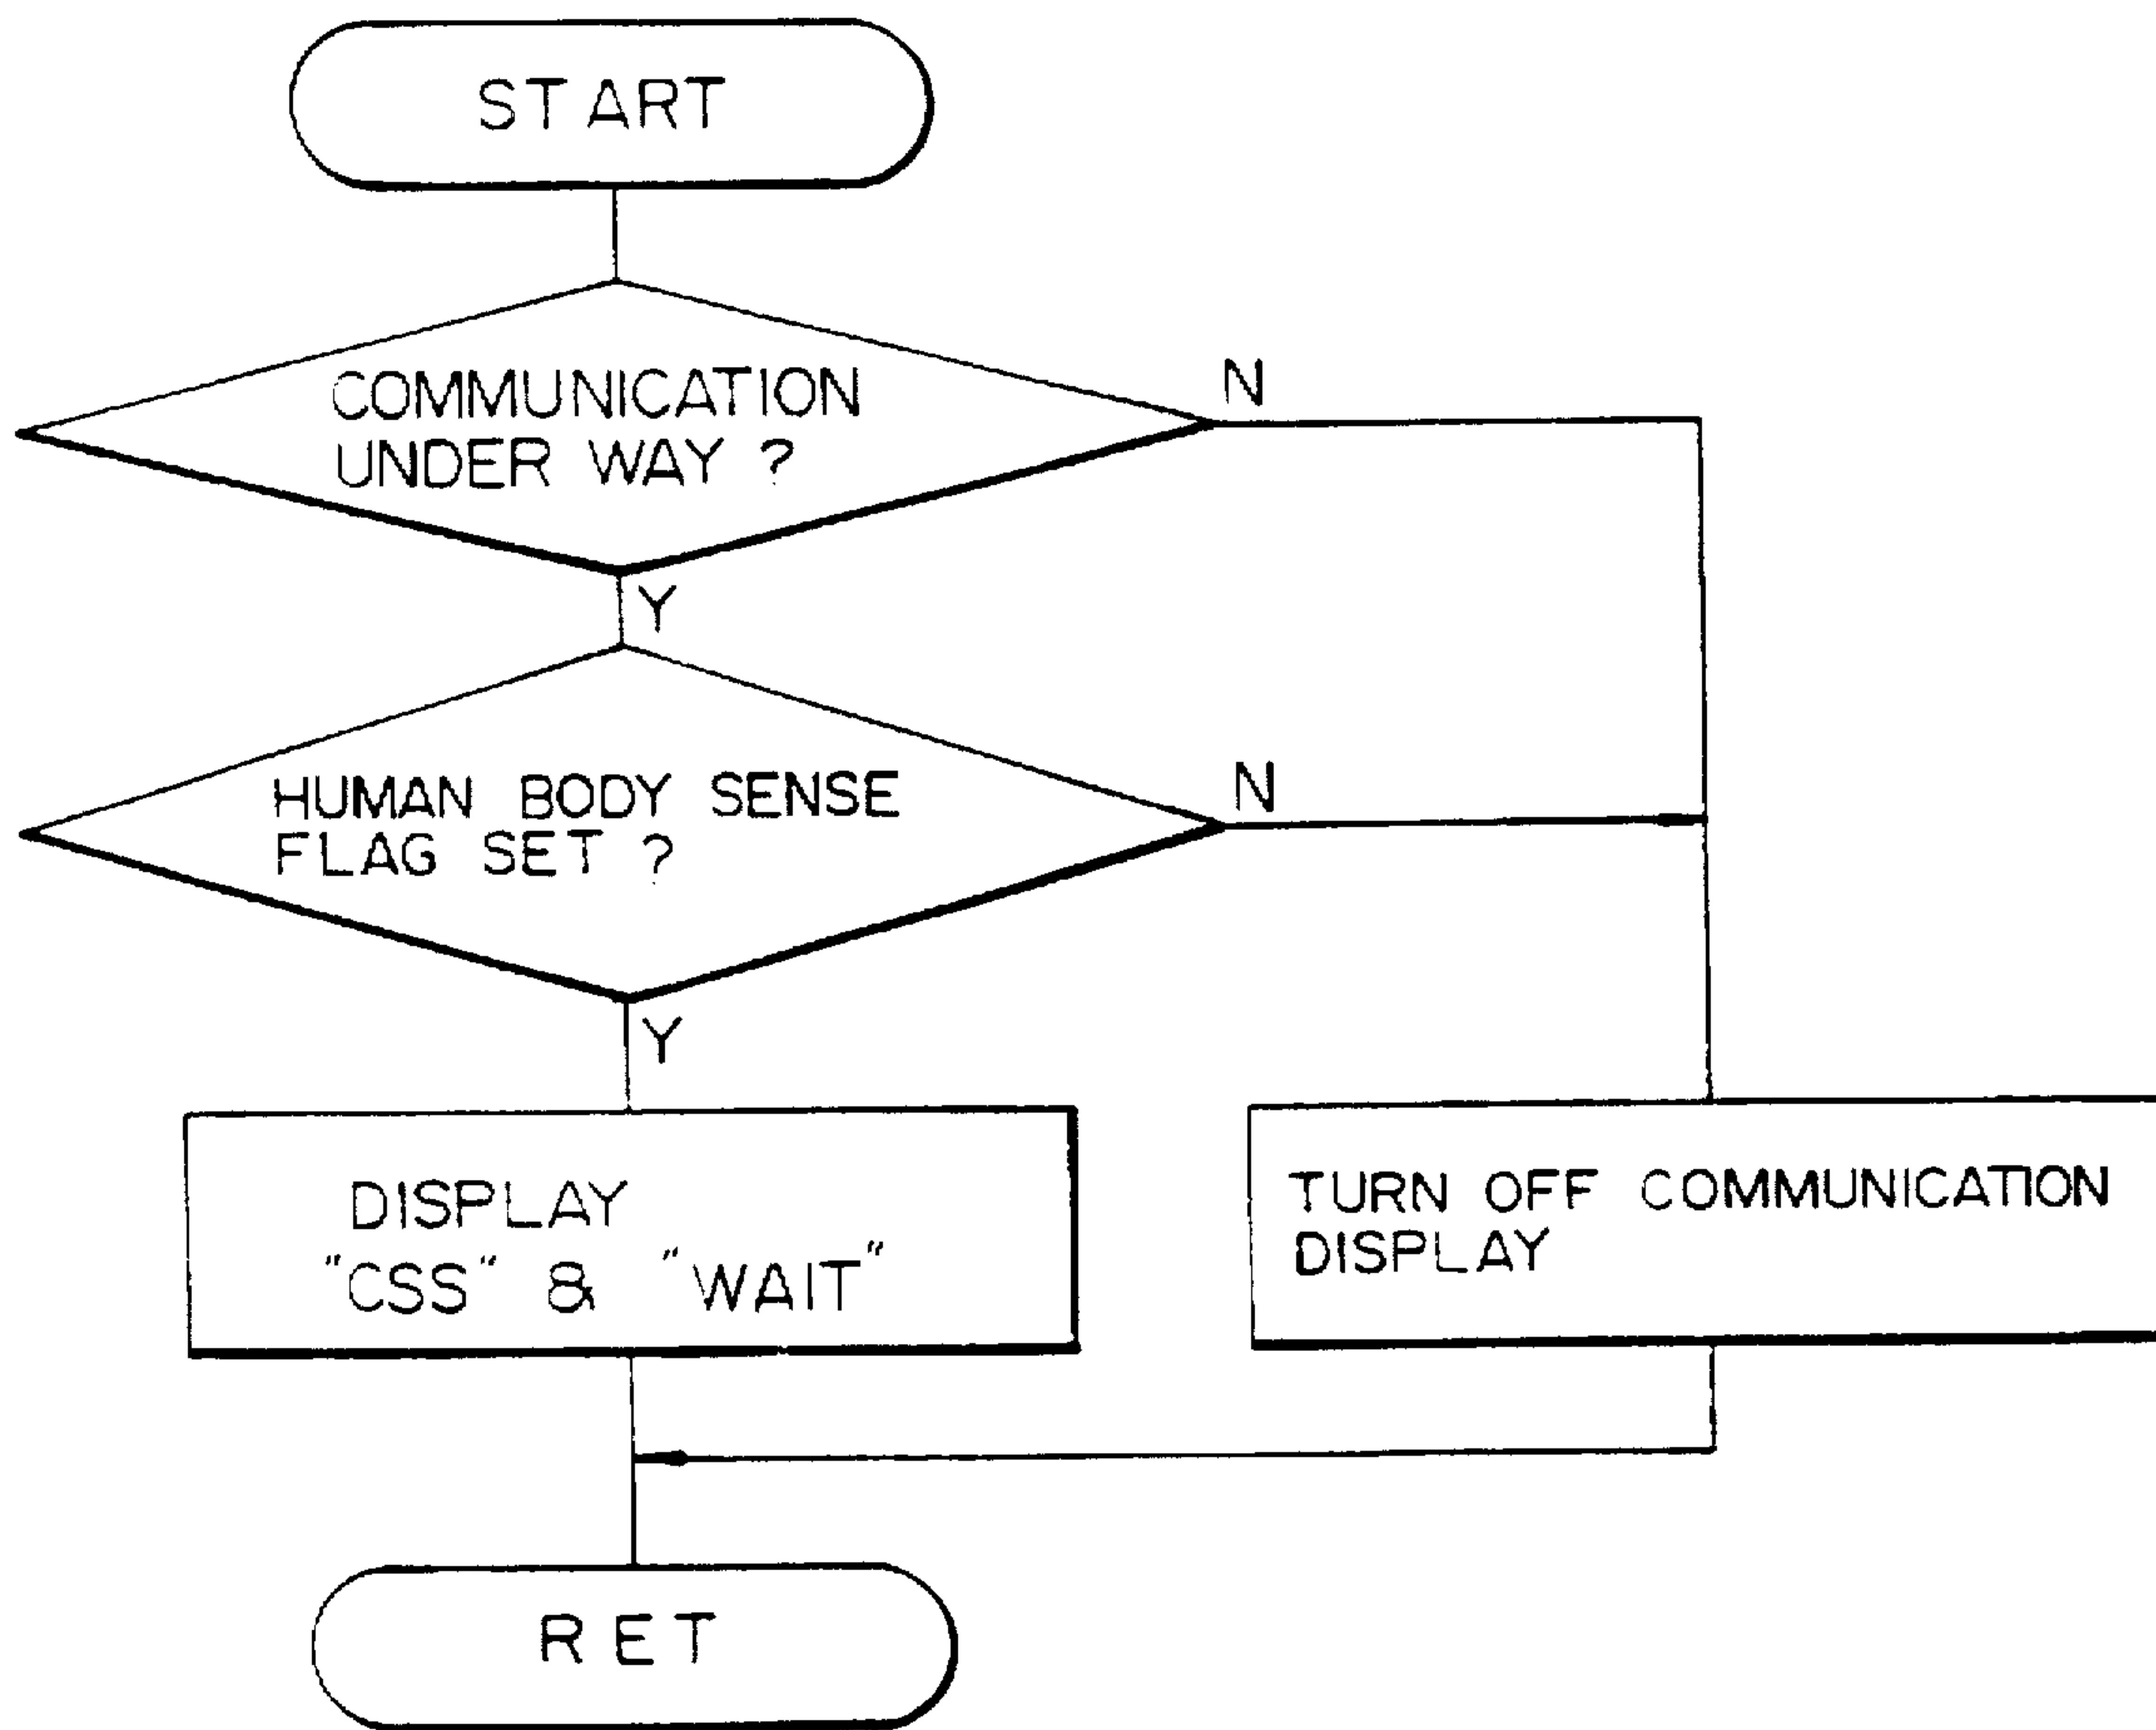 START
COMMUNICATION
UNDER WAY ?
N
Y
HUMAN BODY SENSE
FLAG SET ?
N
Y
DISPLAY
"CSS" & "WAIT"
TURN OFF COMMUNICATION
DISPLAY
RET